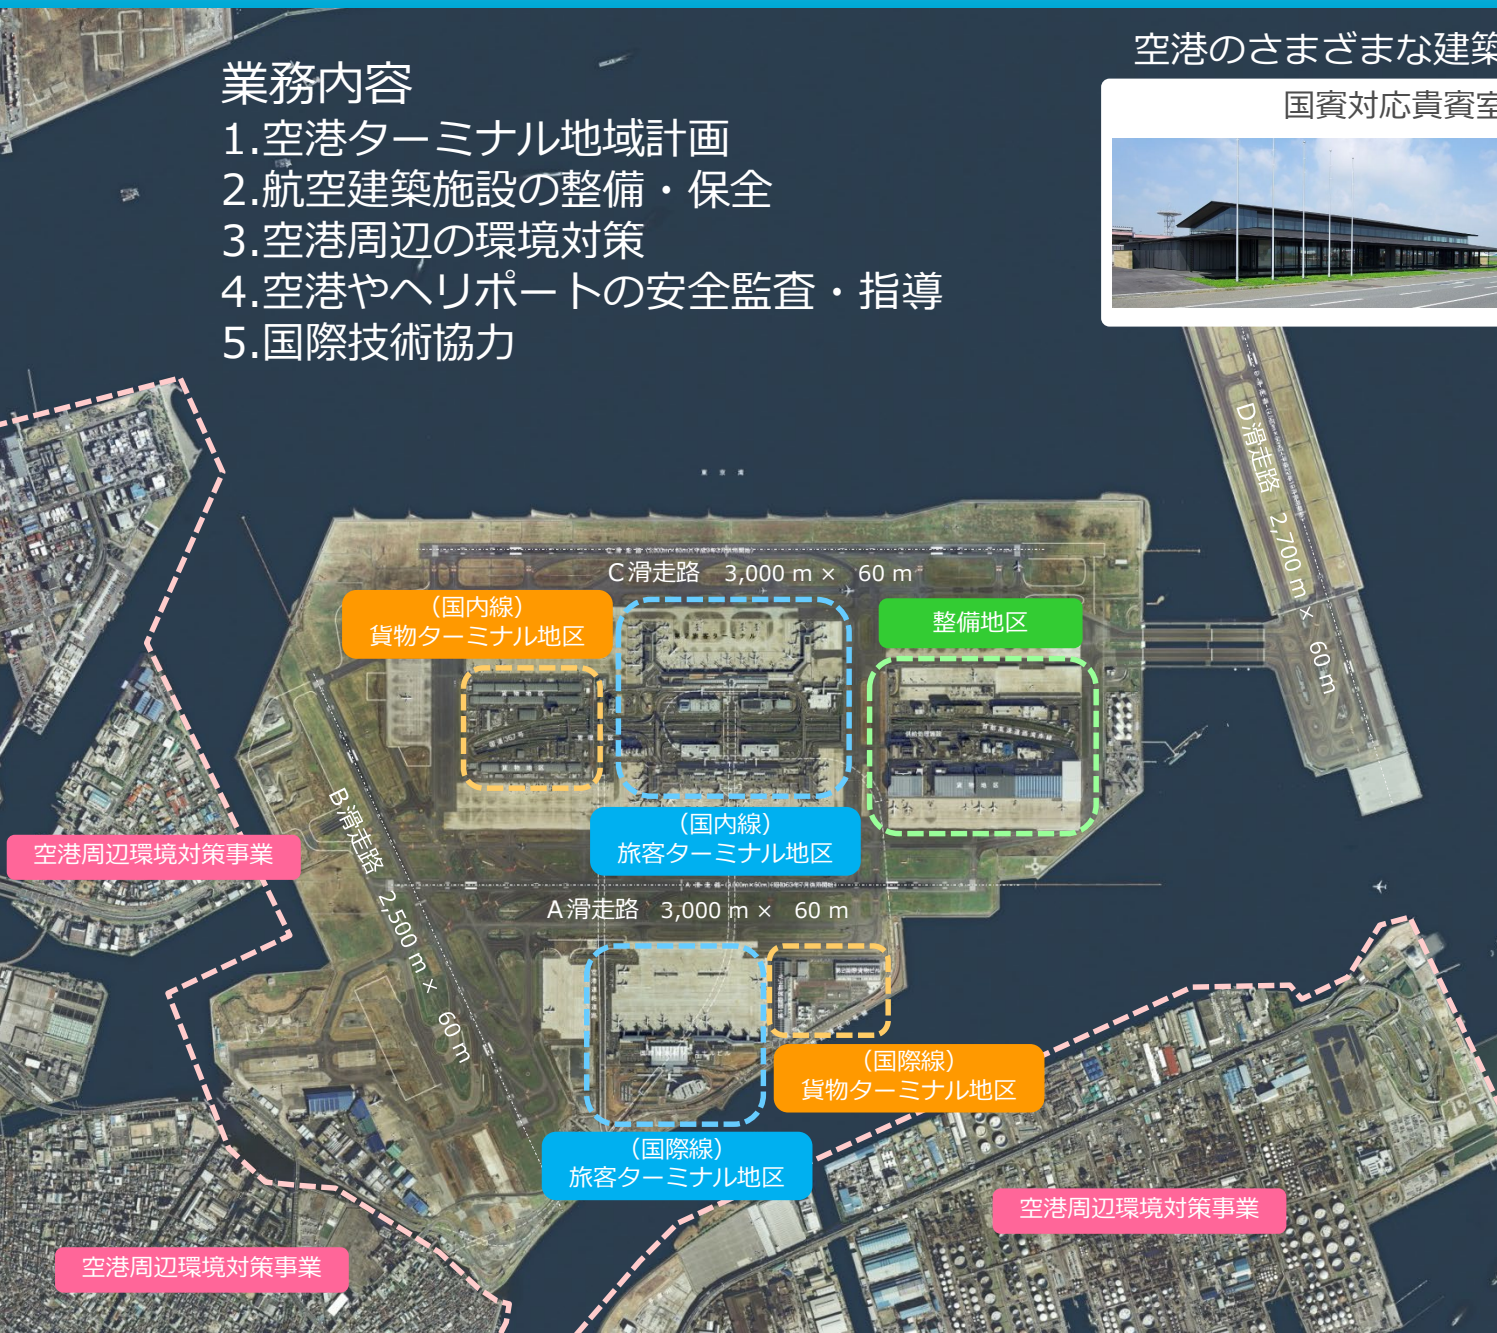 業務内容
1.空港ターミナル地域計画
2.航空建築施設の整備・保全
3.空港周辺の環境対策
4.空港やヘリポートの安全監査・指導
5.国際技術協力
空港のさまざまな建築
国賓対応貴賓室
D滑走路 2,700 m × 60 m
東 京 湾
C滑走路 3,000 m × 60 m
(国内線)
貨物ターミナル地区
整備地区
(国内線)
旅客ターミナル地区
B滑走路 2,500 m × 60 m
空港周辺環境対策事業
A滑走路 3,000 m × 60 m
(国際線)
貨物ターミナル地区
(国際線)
旅客ターミナル地区
空港周辺環境対策事業
空港周辺環境対策事業